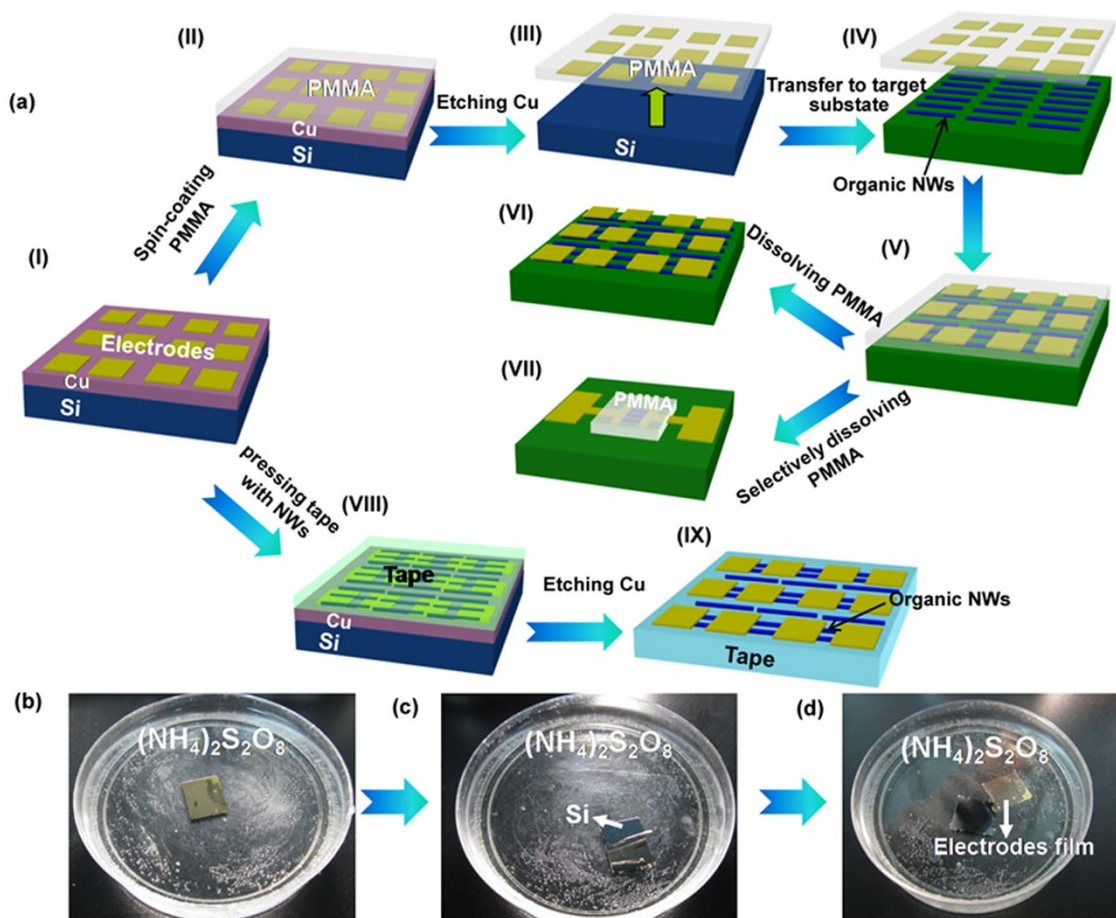 (a)
(I)
Electrodes
Cu
Si
Spin-coating
PMMA
(II)
PMMA
Cu
Si
Etching Cu
(III)
PMMA
Si
Transfer to target
substate
(IV)
Organic NWs
(V)
Dissolving PMMA
(VI)
Selectively dissolving
PMMA
(VII)
PMMA
pressing tape
with NWs
(VIII)
Tape
Cu
Si
Etching Cu
(IX)
Organic NWs
Tape
(b)
(NH₄)₂S₂O₈
(c)
(NH₄)₂S₂O₈
Si
(d)
(NH₄)₂S₂O₈
Electrodes film